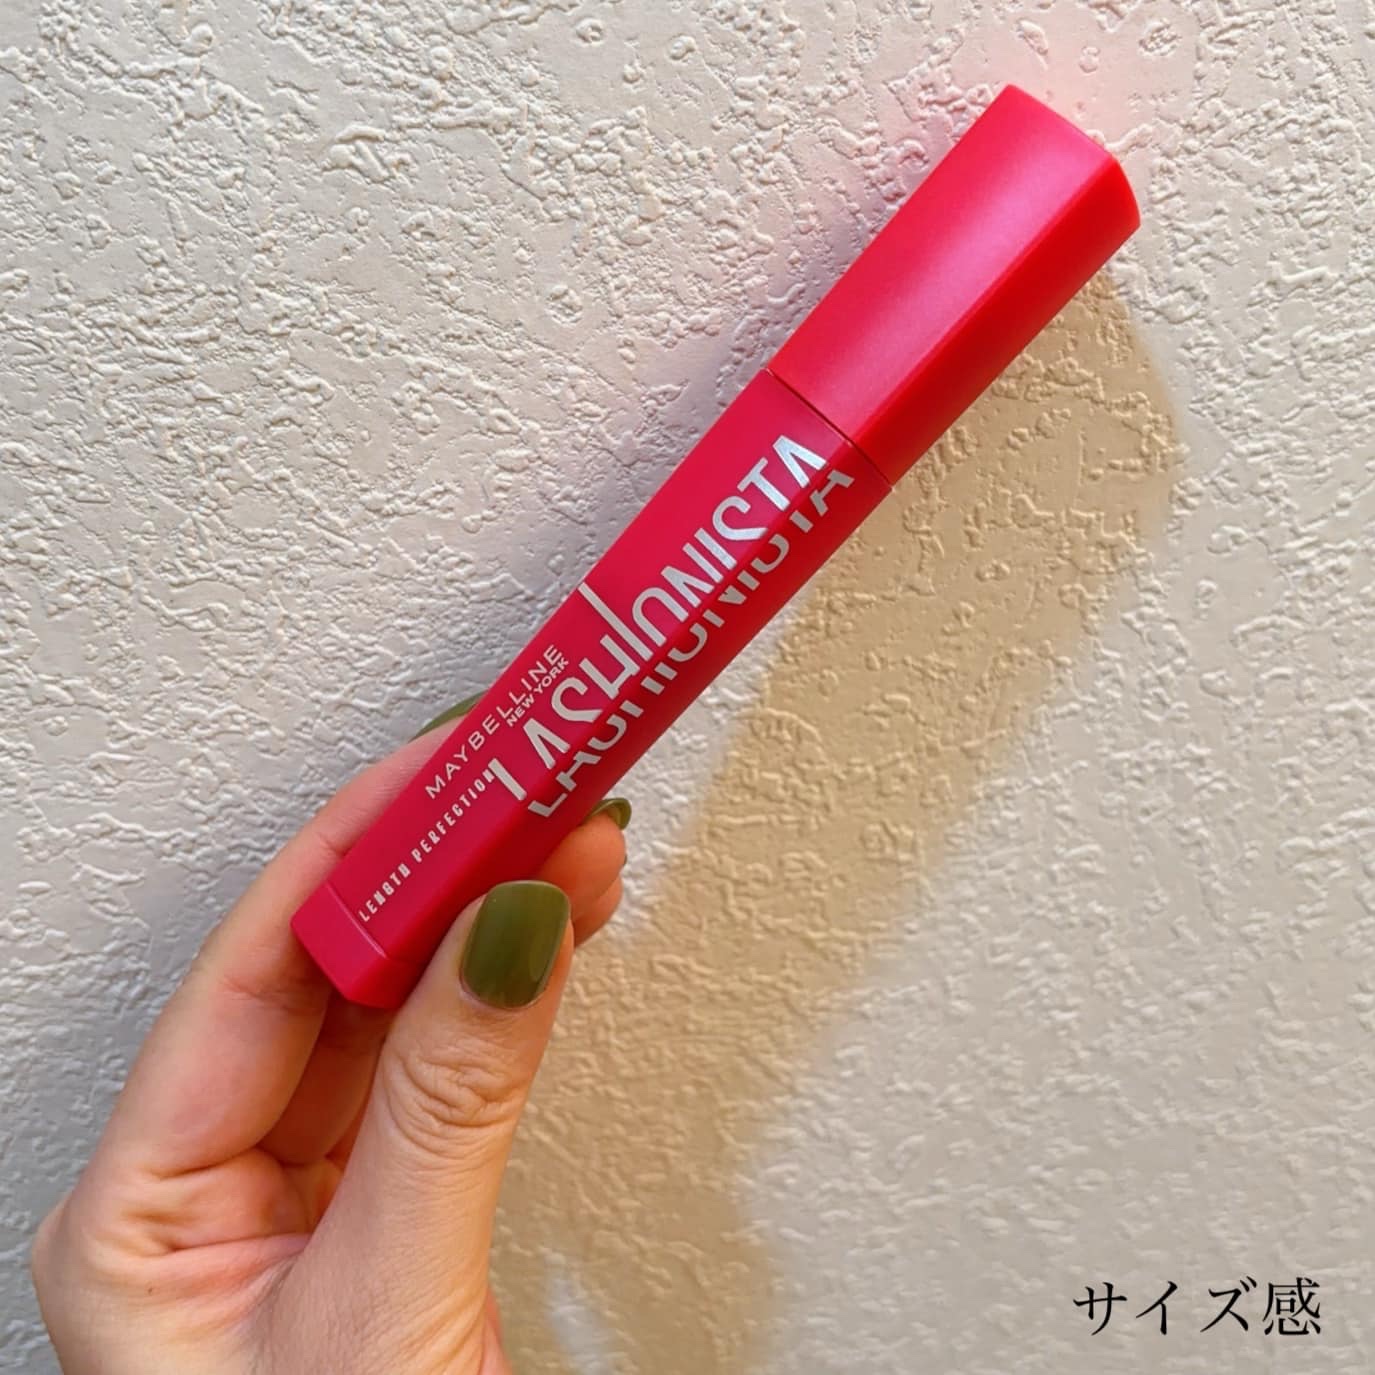 MAYBELLINE
NEW YORK
LENGTH PERFECTION
LASHIONISTA
サイズ感